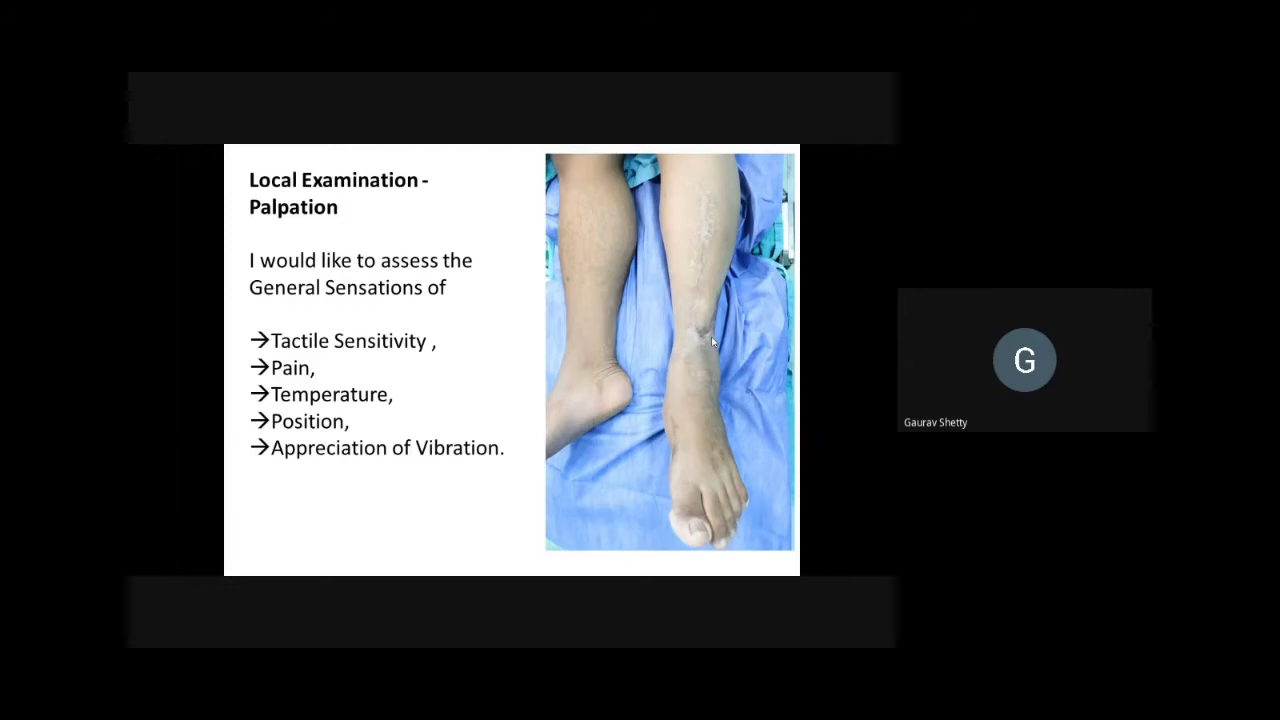 Local Examination -
Palpation
I would like to assess the
General Sensations of
→Tactile Sensitivity ,
→Pain,
→Temperature,
→Position,
→Appreciation of Vibration.
G
Gaurav Shetty